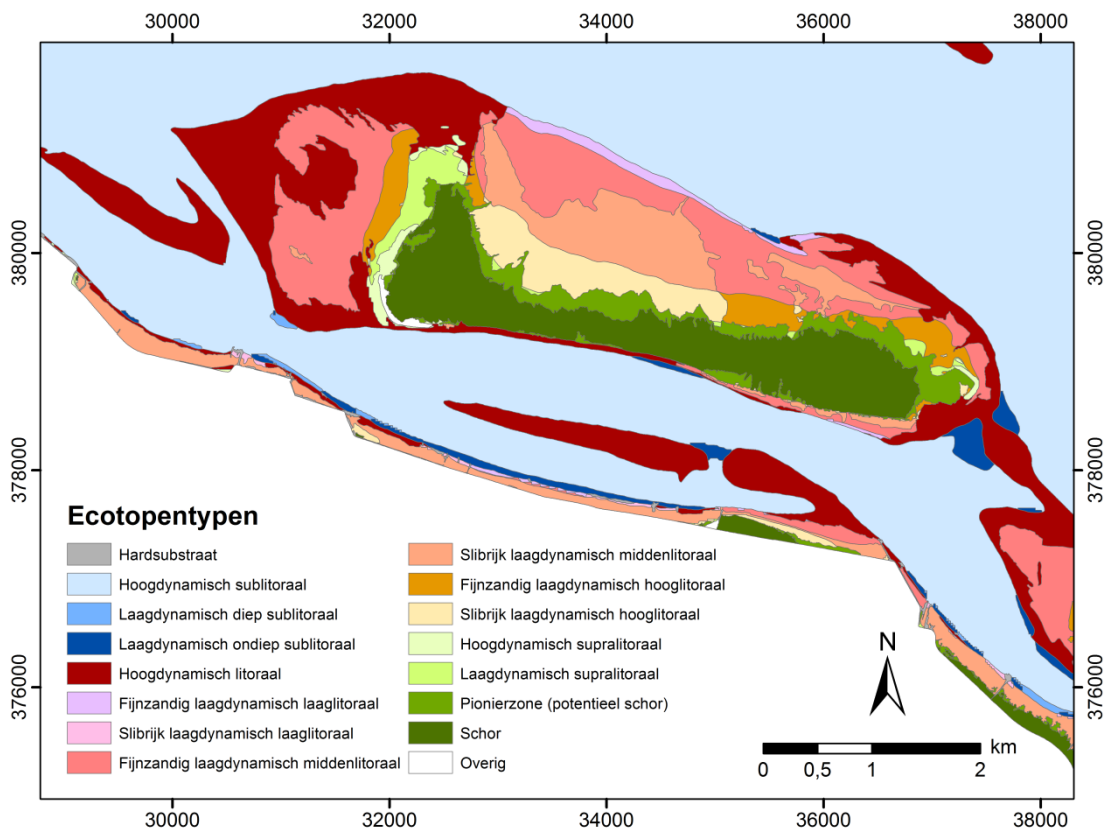 30000 32000 34000 36000 38000
380000 380000
378000 378000
376000 376000
Ecotopentypen
Hardsubstraat
Hoogdynamisch sublitoraal
Laagdynamisch diep sublitoraal
Laagdynamisch ondiep sublitoraal
Hoogdynamisch litoraal
Fijnzandig laagdynamisch laaglitoraal
Slibrijk laagdynamisch laaglitoraal
Fijnzandig laagdynamisch middenlitoraal
Slibrijk laagdynamisch middenlitoraal
Fijnzandig laagdynamisch hooglitoraal
Slibrijk laagdynamisch hooglitoraal
Hoogdynamisch supralitoraal
Laagdynamisch supralitoraal
Pionierzone (potentieel schor)
Schor
Overig
N
km
0 0,5 1 2
30000 32000 34000 36000 38000